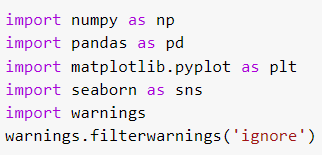 import numpy as np
import pandas as pd
import matplotlib.pyplot as plt
import seaborn as sns
import warnings
warnings.filterwarnings('ignore')